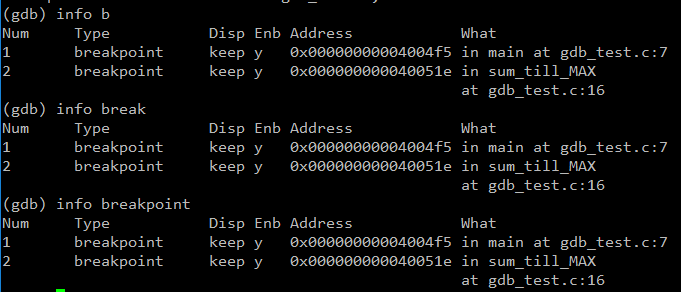 (gdb) info b
Num     Type           Disp Enb Address            What
1       breakpoint     keep y   0x00000000004004f5 in main at gdb_test.c:7
2       breakpoint     keep y   0x000000000040051e in sum_till_MAX
                                                   at gdb_test.c:16
(gdb) info break
Num     Type           Disp Enb Address            What
1       breakpoint     keep y   0x00000000004004f5 in main at gdb_test.c:7
2       breakpoint     keep y   0x000000000040051e in sum_till_MAX
                                                   at gdb_test.c:16
(gdb) info breakpoint
Num     Type           Disp Enb Address            What
1       breakpoint     keep y   0x00000000004004f5 in main at gdb_test.c:7
2       breakpoint     keep y   0x000000000040051e in sum_till_MAX
                                                   at gdb_test.c:16